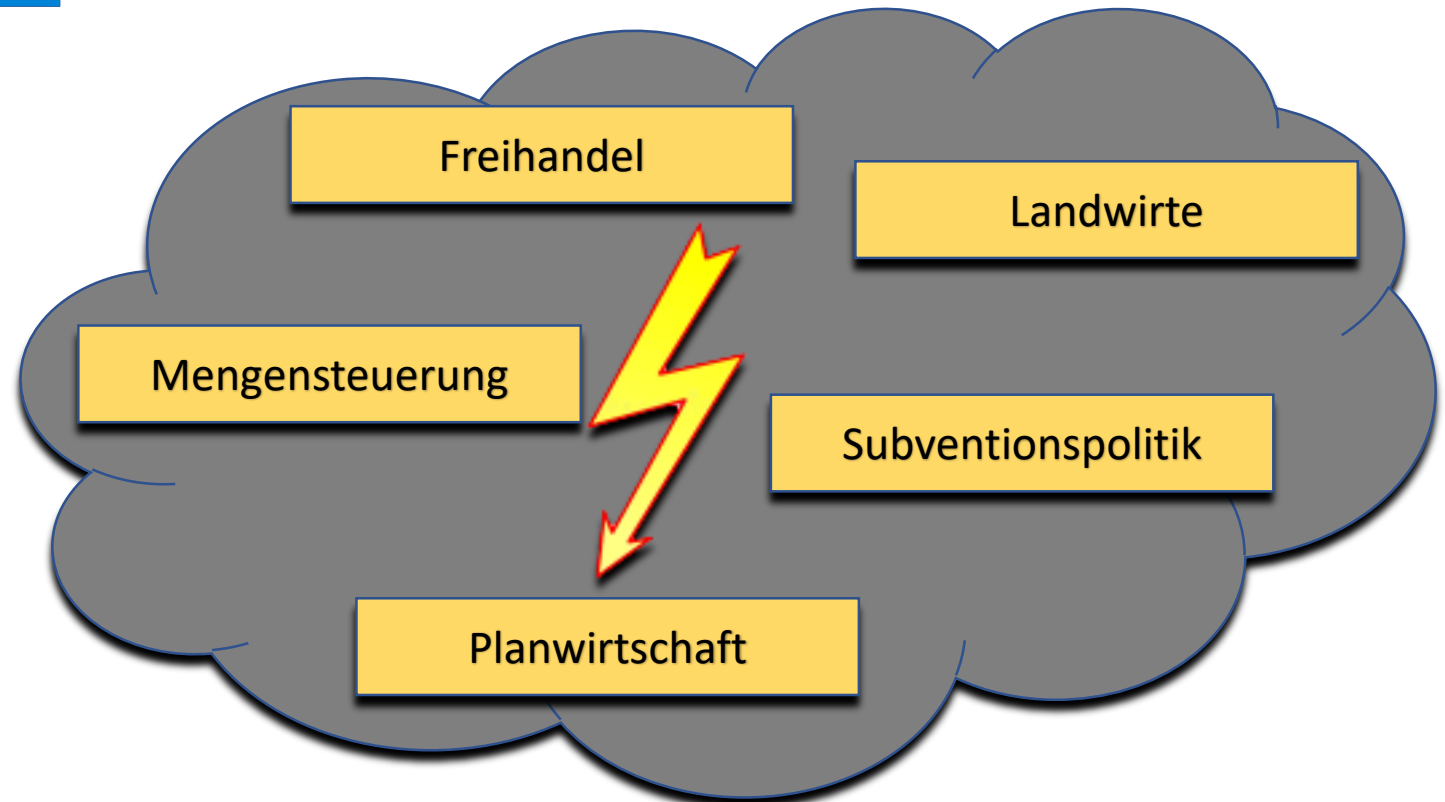 Freihandel
Landwirte
Mengensteuerung
Subventionspolitik
Planwirtschaft